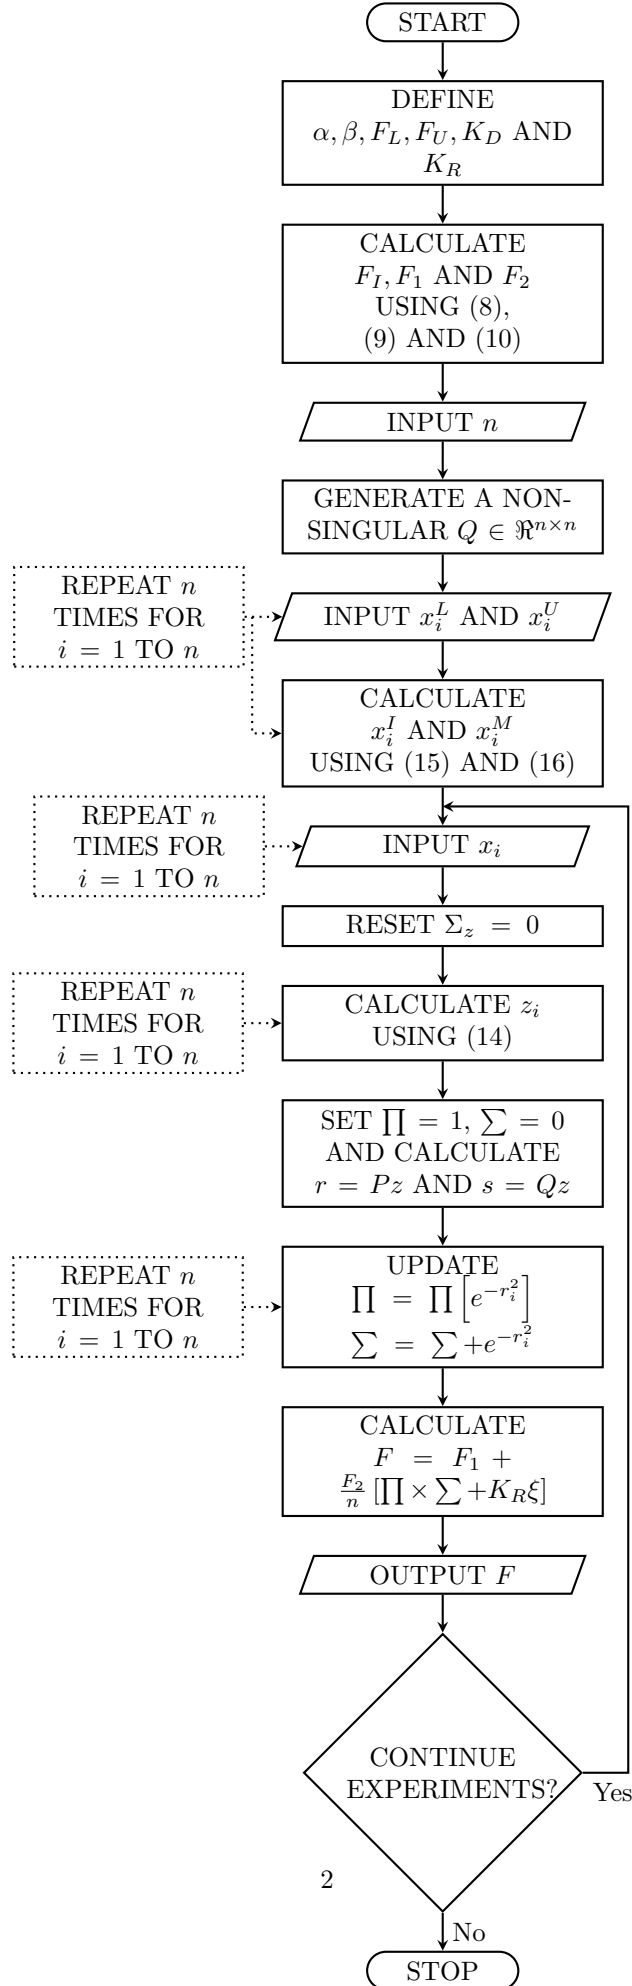 START
DEFINE
α, β, F_L, F_U, K_D AND
K_R
CALCULATE
F_I, F_1 AND F_2
USING (8),
(9) AND (10)
INPUT n
GENERATE A NON-
SINGULAR Q ∈ ℜ^{n×n}
REPEAT n
TIMES FOR
i = 1 TO n
INPUT x_i^L AND x_i^U
CALCULATE
x_i^I AND x_i^M
USING (15) AND (16)
REPEAT n
TIMES FOR
i = 1 TO n
INPUT x_i
RESET Σ_z = 0
REPEAT n
TIMES FOR
i = 1 TO n
CALCULATE z_i
USING (14)
SET ∏ = 1, ∑ = 0
AND CALCULATE
r = Pz AND s = Qz
REPEAT n
TIMES FOR
i = 1 TO n
UPDATE
∏ = ∏ [e^{-r_i^2}]
∑ = ∑ +e^{-r_i^2}
CALCULATE
F = F_1 +
\frac{F_2}{n} [∏ × ∑ +K_R ξ]
OUTPUT F
CONTINUE
EXPERIMENTS?
Yes
2
No
STOP